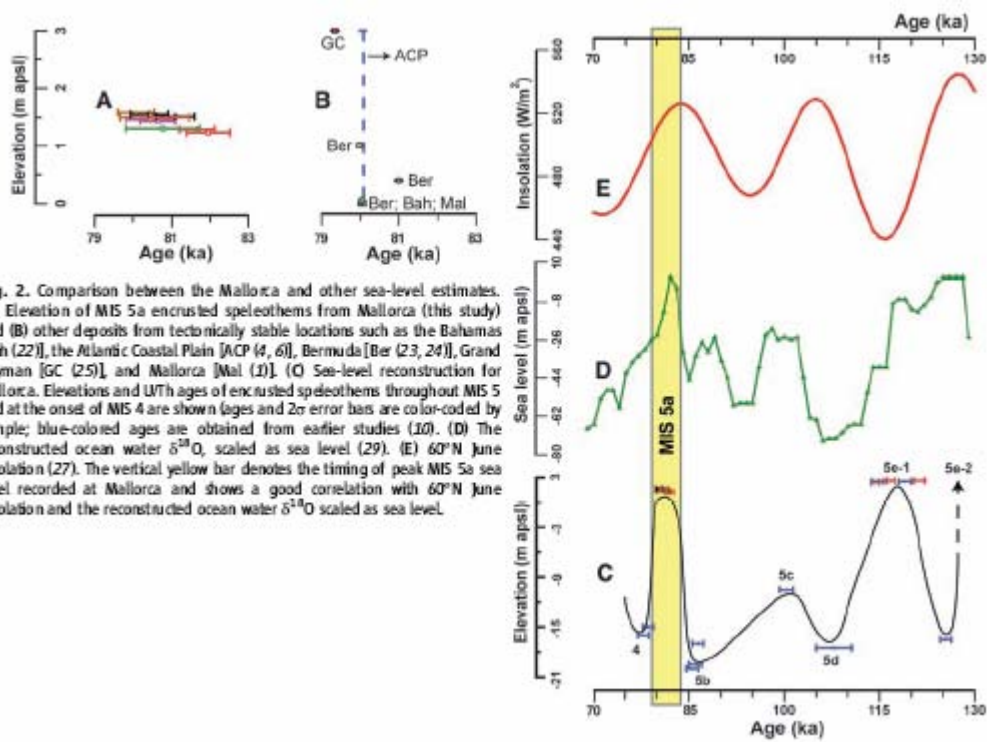 Elevation (m apsl)
3
2
1
0
A
79
81
83
Age (ka)
B
GC
ACP
Ber
Ber
Ber; Bah; Mal
79
81
83
Age (ka)
Age (ka)
70
85
100
115
130
Insolation (W/m²)
560
520
480
440
E
Sea level (m apsl)
10
-8
-26
-44
-62
-80
D
MIS 5a
Elevation (m apsl)
3
-3
-9
-15
-21
C
4
5b
5c
5d
5e-1
5e-2
70
85
100
115
130
Age (ka)
g. 2. Comparison between the Mallorca and other sea-level estimates.
Elevation of MIS 5a encrusted speleothems from Mallorca (this study)
d (B) other deposits from tectonically stable locations such as the Bahamas
h (22)], the Atlantic Coastal Plain [ACP (4, 6)], Bermuda [Ber (23, 24)], Grand
yman [GC (25)], and Mallorca [Mal (1)]. (C) Sea-level reconstruction for
llorca. Elevations and U/Th ages of encrusted speleothems throughout MIS 5
d at the onset of MIS 4 are shown (ages and 2σ error bars are color-coded by
mple; blue-colored ages are obtained from earlier studies (10). (D) The
onstructed ocean water δ¹⁸O, scaled as sea level (29). (E) 60°N June
olation (27). The vertical yellow bar denotes the timing of peak MIS 5a sea
el recorded at Mallorca and shows a good correlation with 60°N June
olation and the reconstructed ocean water δ¹⁸O scaled as sea level.